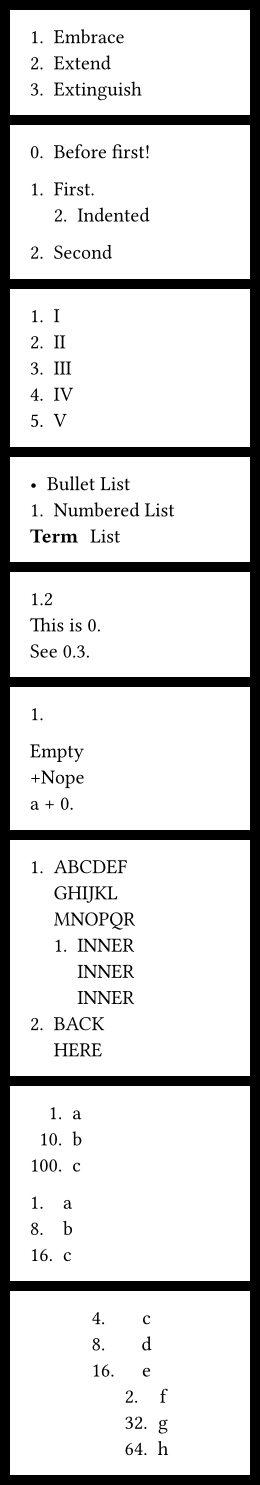 1. Embrace
2. Extend
3. Extinguish
0. Before first!
1. First.
2. Indented
2. Second
1. I
2. II
3. III
4. IV
5. V
• Bullet List
1. Numbered List
Term List
1.2
This is 0.
See 0.3.
1.
Empty
+Nope
a + 0.
1. ABCDEF
GHIJKL
MNOPQR
1. INNER
INNER
INNER
2. BACK
HERE
1. a
10. b
100. c
1. a
8. b
16. c
4. c
8. d
16. e
2. f
32. g
64. h